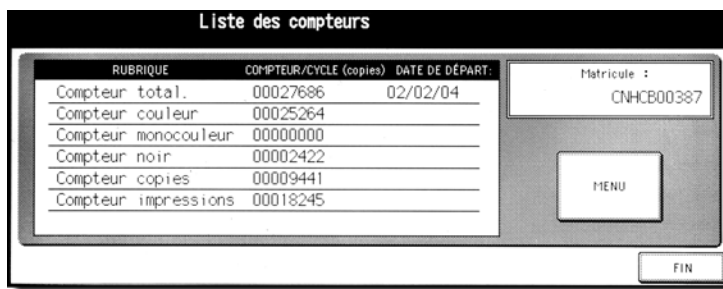 Liste des compteurs
RUBRIQUE COMPTEUR/CYCLE (copies) DATE DE DÉPART:
Compteur total. 00027686 02/02/04
Compteur couleur 00025264
Compteur monocouleur 00000000
Compteur noir 00002422
Compteur copies 00009441
Compteur impressions 00018245
Matricule :
CNHCB00387
MENU
FIN